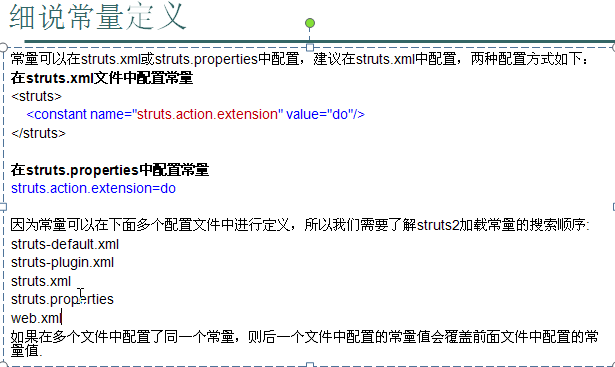 细说常量定义
常量可以在struts.xml或struts.properties中配置，建议在struts.xml中配置，两种配置方式如下：
在struts.xml文件中配置常量
<struts>
<constant name="struts.action.extension" value="do"/>
</struts>
在struts.properties中配置常量
struts.action.extension=do
因为常量可以在下面多个配置文件中进行定义，所以我们需要了解struts2加载常量的搜索顺序:
struts-default.xml
struts-plugin.xml
struts.xml
struts.properties
web.xml
如果在多个文件中配置了同一个常量，则后一个文件中配置的常量值会覆盖前面文件中配置的常
量值.